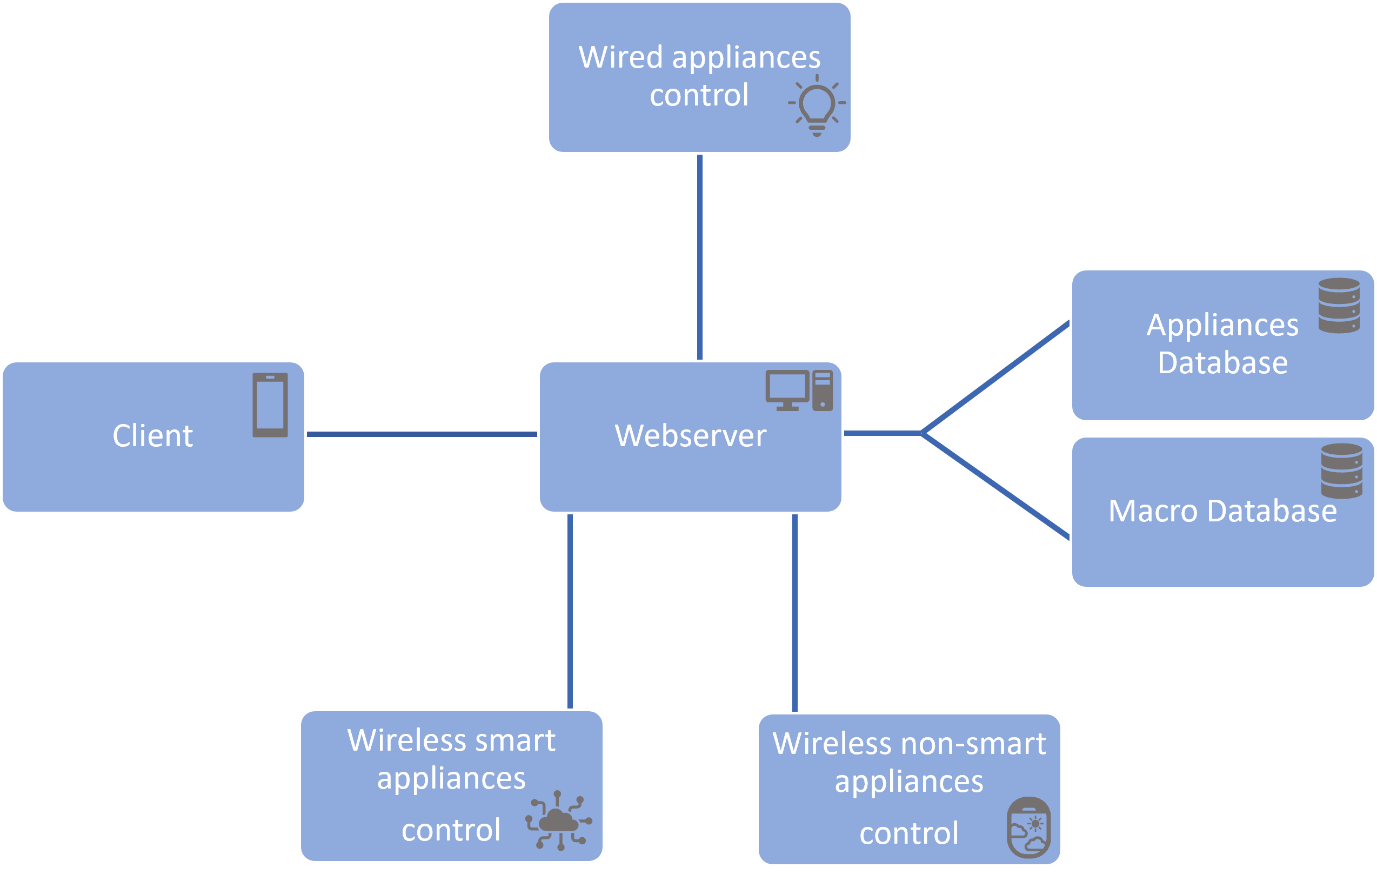 Wired appliances
control
Appliances
Database
Client
Webserver
Macro Database
Wireless smart
appliances
control
Wireless non-smart
appliances
control